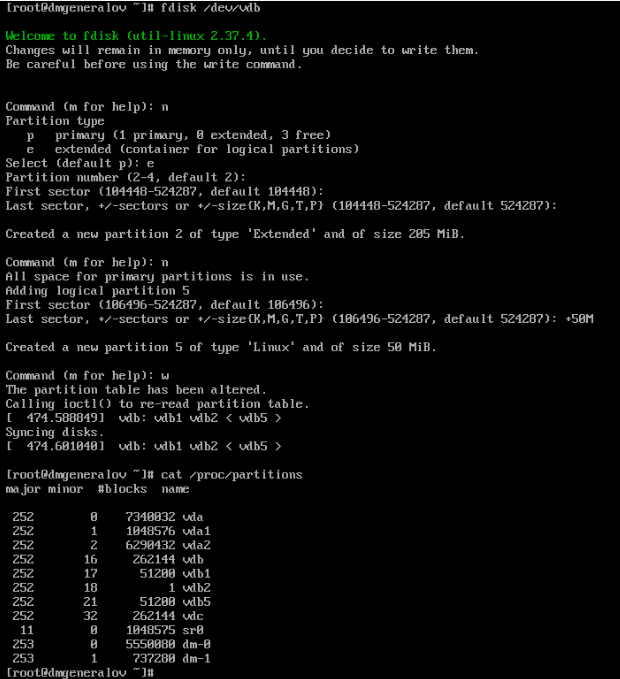 [root@dmgeneralov ~]# fdisk /dev/vdb
Welcome to fdisk (util-linux 2.37.4).
Changes will remain in memory only, until you decide to write them.
Be careful before using the write command.
Command (m for help): n
Partition type
   p   primary (1 primary, 0 extended, 3 free)
   e   extended (container for logical partitions)
Select (default p): e
Partition number (2-4, default 2):
First sector (104448-524287, default 104448):
Last sector, +/-sectors or +/-size{K,M,G,T,P} (104448-524287, default 524287):
Created a new partition 2 of type 'Extended' and of size 205 MiB.
Command (m for help): n
All space for primary partitions is in use.
Adding logical partition 5
First sector (106496-524287, default 106496):
Last sector, +/-sectors or +/-size{K,M,G,T,P} (106496-524287, default 524287): +50M
Created a new partition 5 of type 'Linux' and of size 50 MiB.
Command (m for help): w
The partition table has been altered.
Calling ioctl() to re-read partition table.
[  474.588849]  vdb: vdb1 vdb2 < vdb5 >
Syncing disks.
[  474.601040]  vdb: vdb1 vdb2 < vdb5 >
[root@dmgeneralov ~]# cat /proc/partitions
major minor  #blocks  name
 252        0    7340032 vda
 252        1    1048576 vda1
 252        2    6290432 vda2
 252       16     262144 vdb
 252       17      51200 vdb1
 252       18          1 vdb2
 252       21      51200 vdb5
 252       32     262144 vdc
  11        0    1048575 sr0
 253        0    5550080 dm-0
 253        1     737280 dm-1
[root@dmgeneralov ~]#